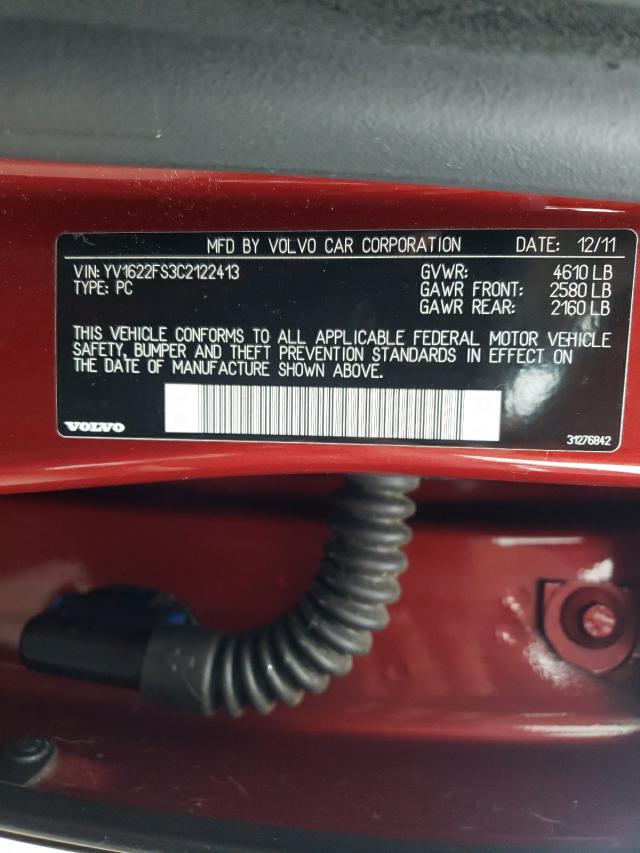 MFD BY VOLVO CAR CORPORATION DATE: 12/11
VIN: YV1622FS3C2122413 GVWR: 4610 LB
TYPE: PC GAWR FRONT: 2580 LB
GAWR REAR: 2160 LB
THIS VEHICLE CONFORMS TO ALL APPLICABLE FEDERAL MOTOR VEHICLE
SAFETY, BUMPER AND THEFT PREVENTION STANDARDS IN EFFECT ON
THE DATE OF MANUFACTURE SHOWN ABOVE.
VOLVO 31276842